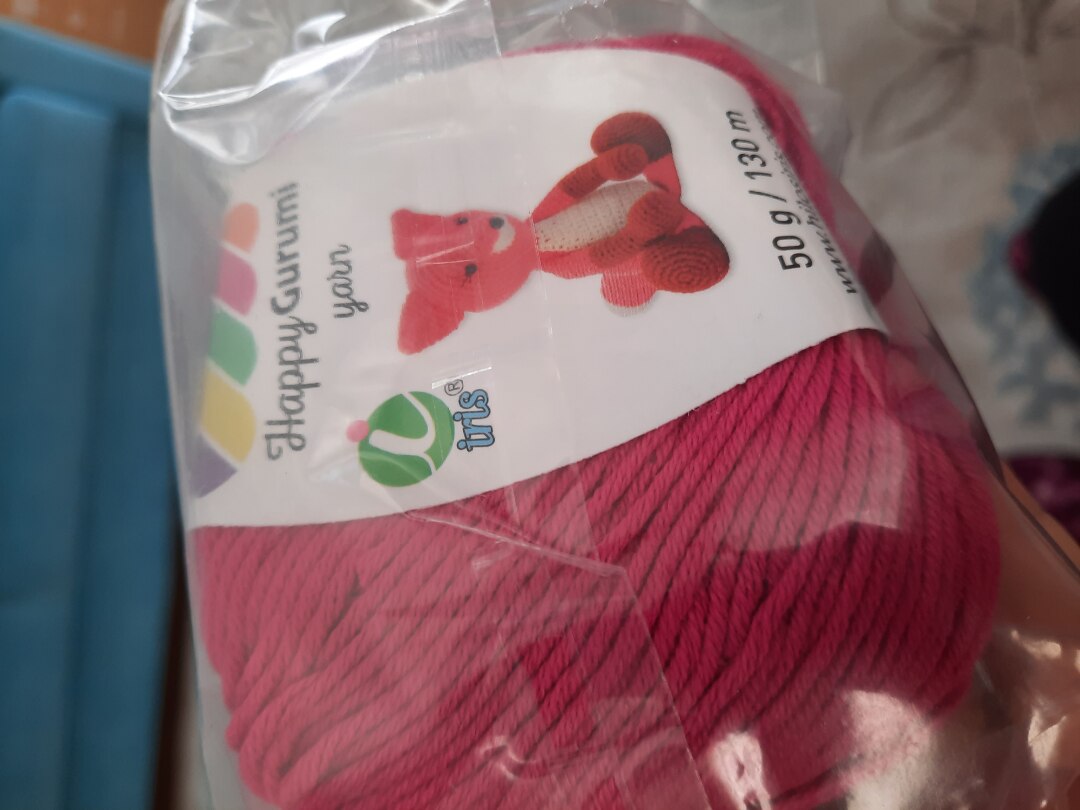 HappyGurumi
yarn
iris®
50 g / 130 m